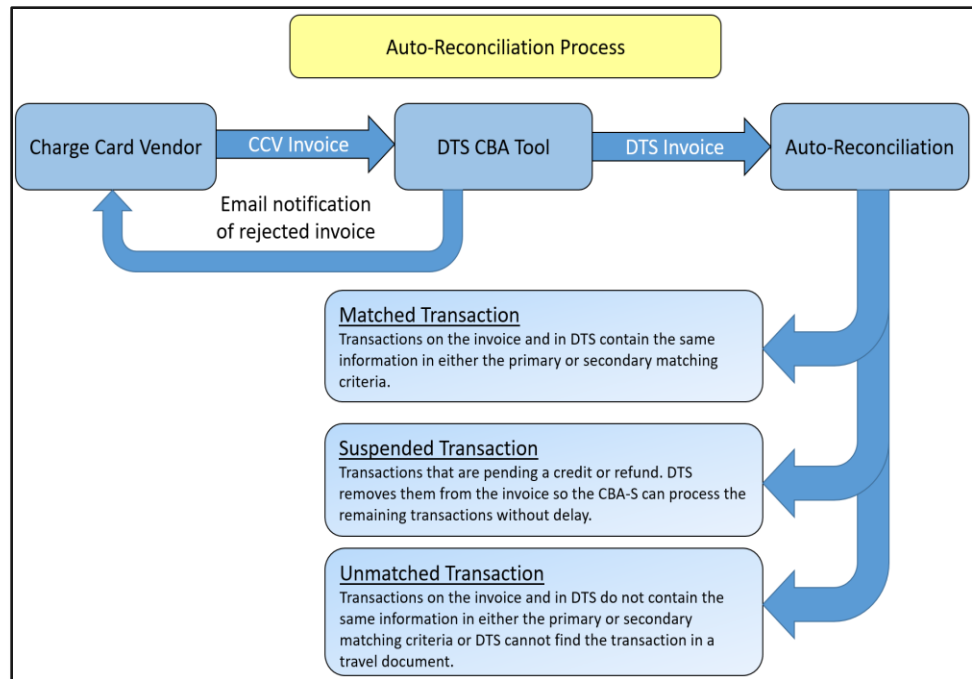 Auto-Reconciliation Process
Charge Card Vendor
CCV Invoice
DTS CBA Tool
DTS Invoice
Auto-Reconciliation
Email notification
of rejected invoice
Matched Transaction
Transactions on the invoice and in DTS contain the same
information in either the primary or secondary matching
criteria.
Suspended Transaction
Transactions that are pending a credit or refund. DTS
removes them from the invoice so the CBA-S can process the
remaining transactions without delay.
Unmatched Transaction
Transactions on the invoice and in DTS do not contain the
same information in either the primary or secondary
matching criteria or DTS cannot find the transaction in a
travel document.